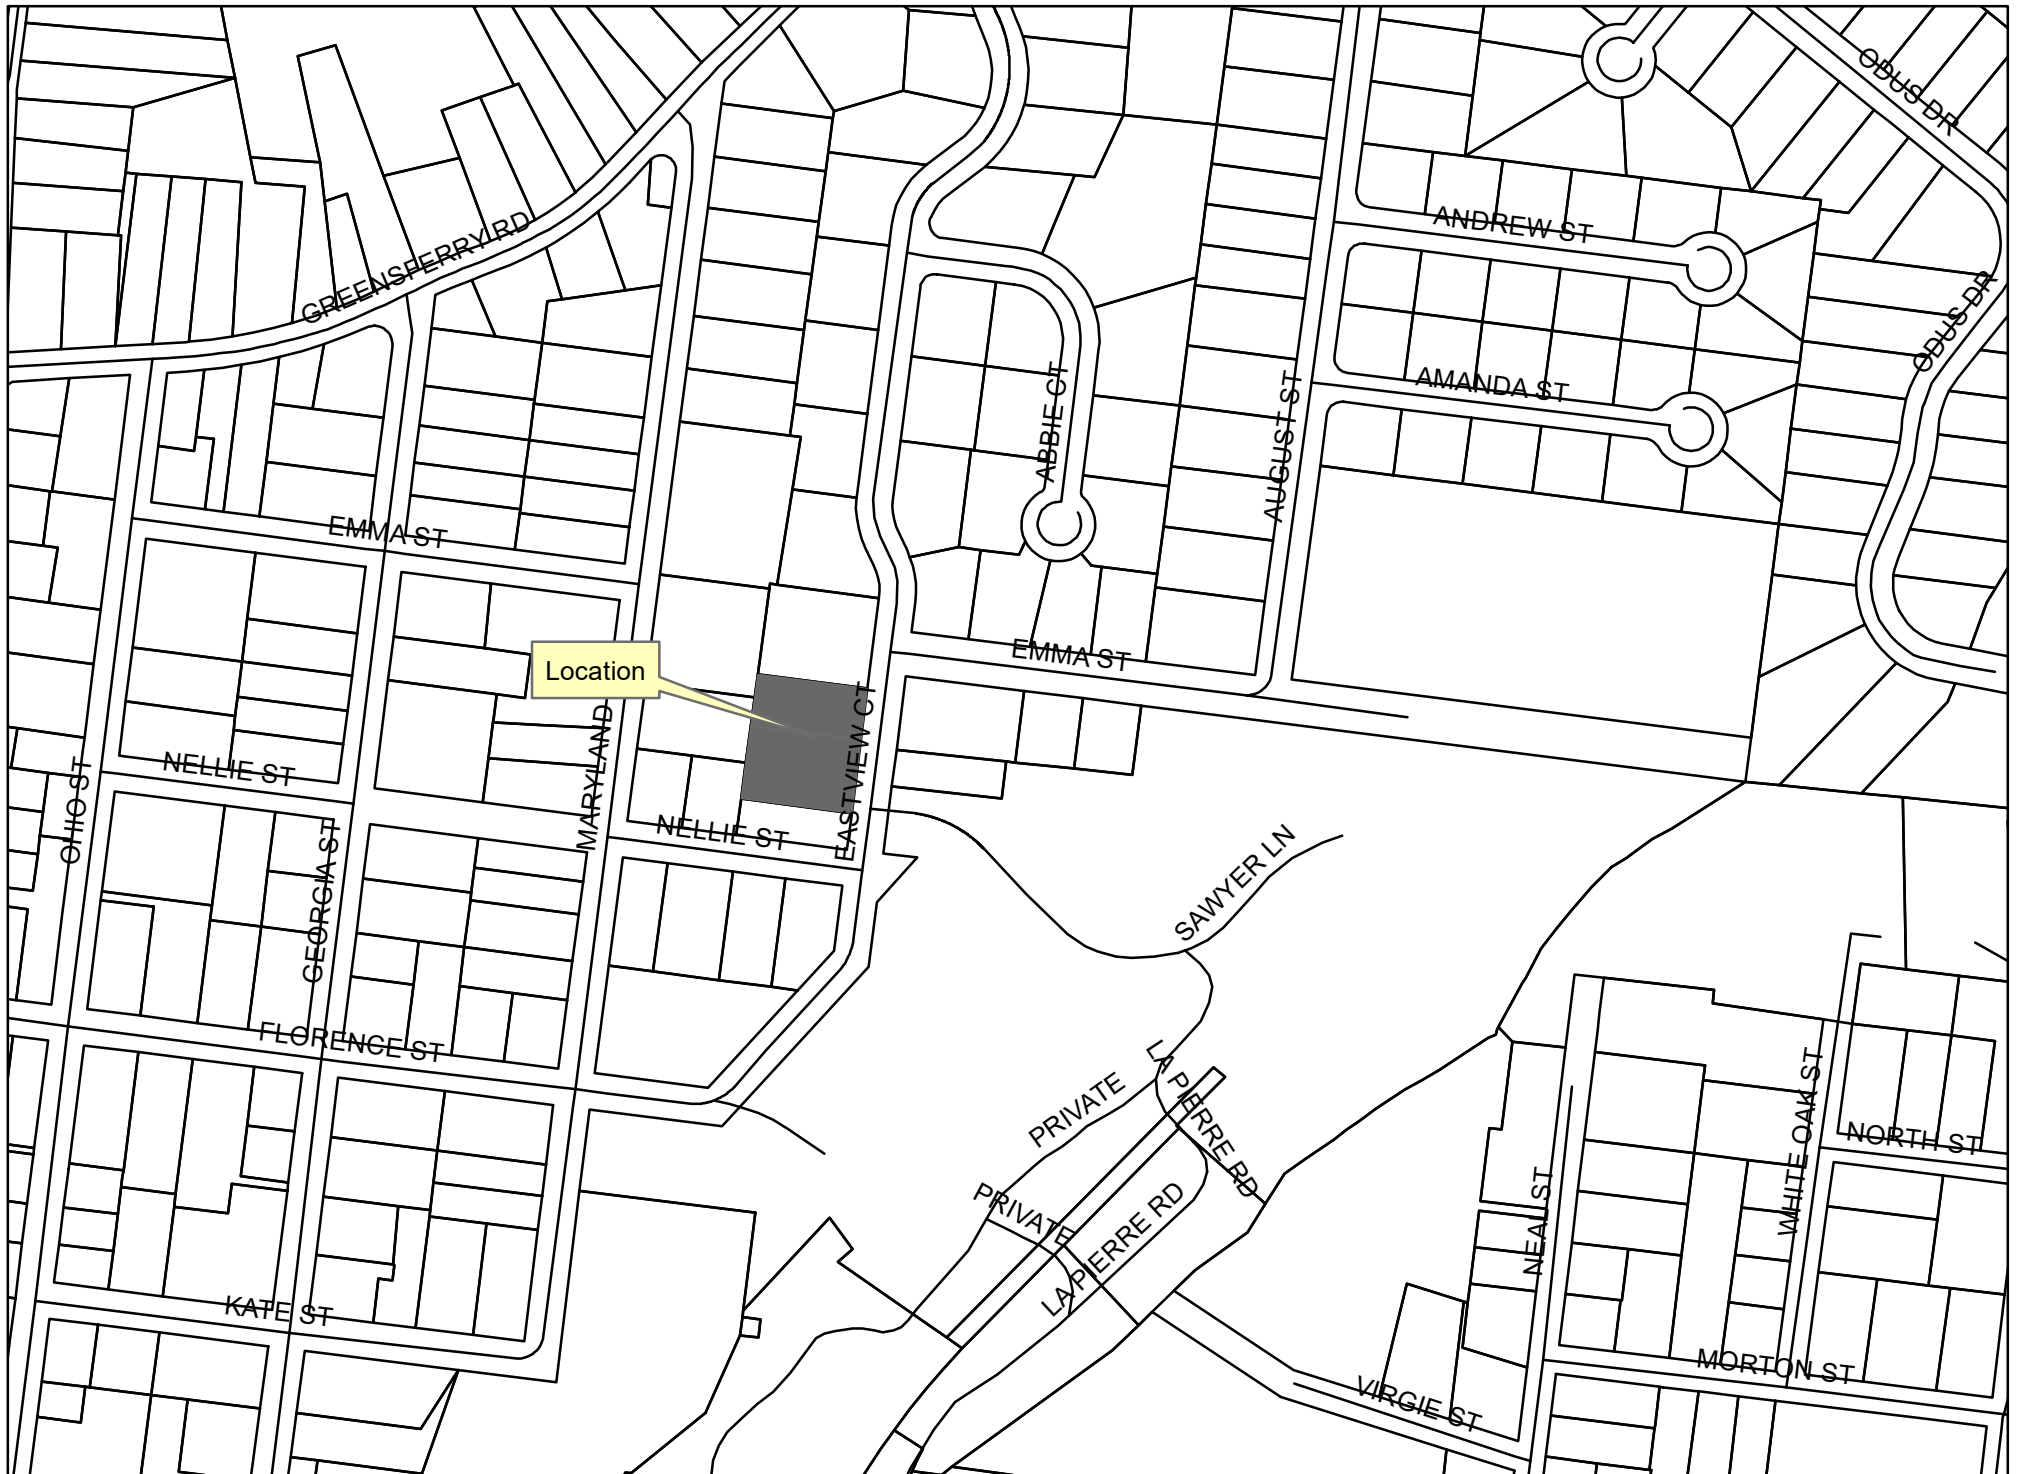 ODUS DR
ANDREW ST
GREENSFERRY RD
ODUS DR
AMANDA ST
ABBIE CT
AUGUST ST
EMMA ST
EMMA ST
Location
EASTVIEW CT
MARYLAND
NELLIE ST
OHIO ST
NELLIE ST
GEORGIA ST
SAWYER LN
FLORENCE ST
PRIVATE
LA PIERRE RD
WHITE OAK ST
NORTH ST
PRIVATE
LA PIERRE RD
NEAL ST
KATE ST
MORTON ST
VIRGIE ST